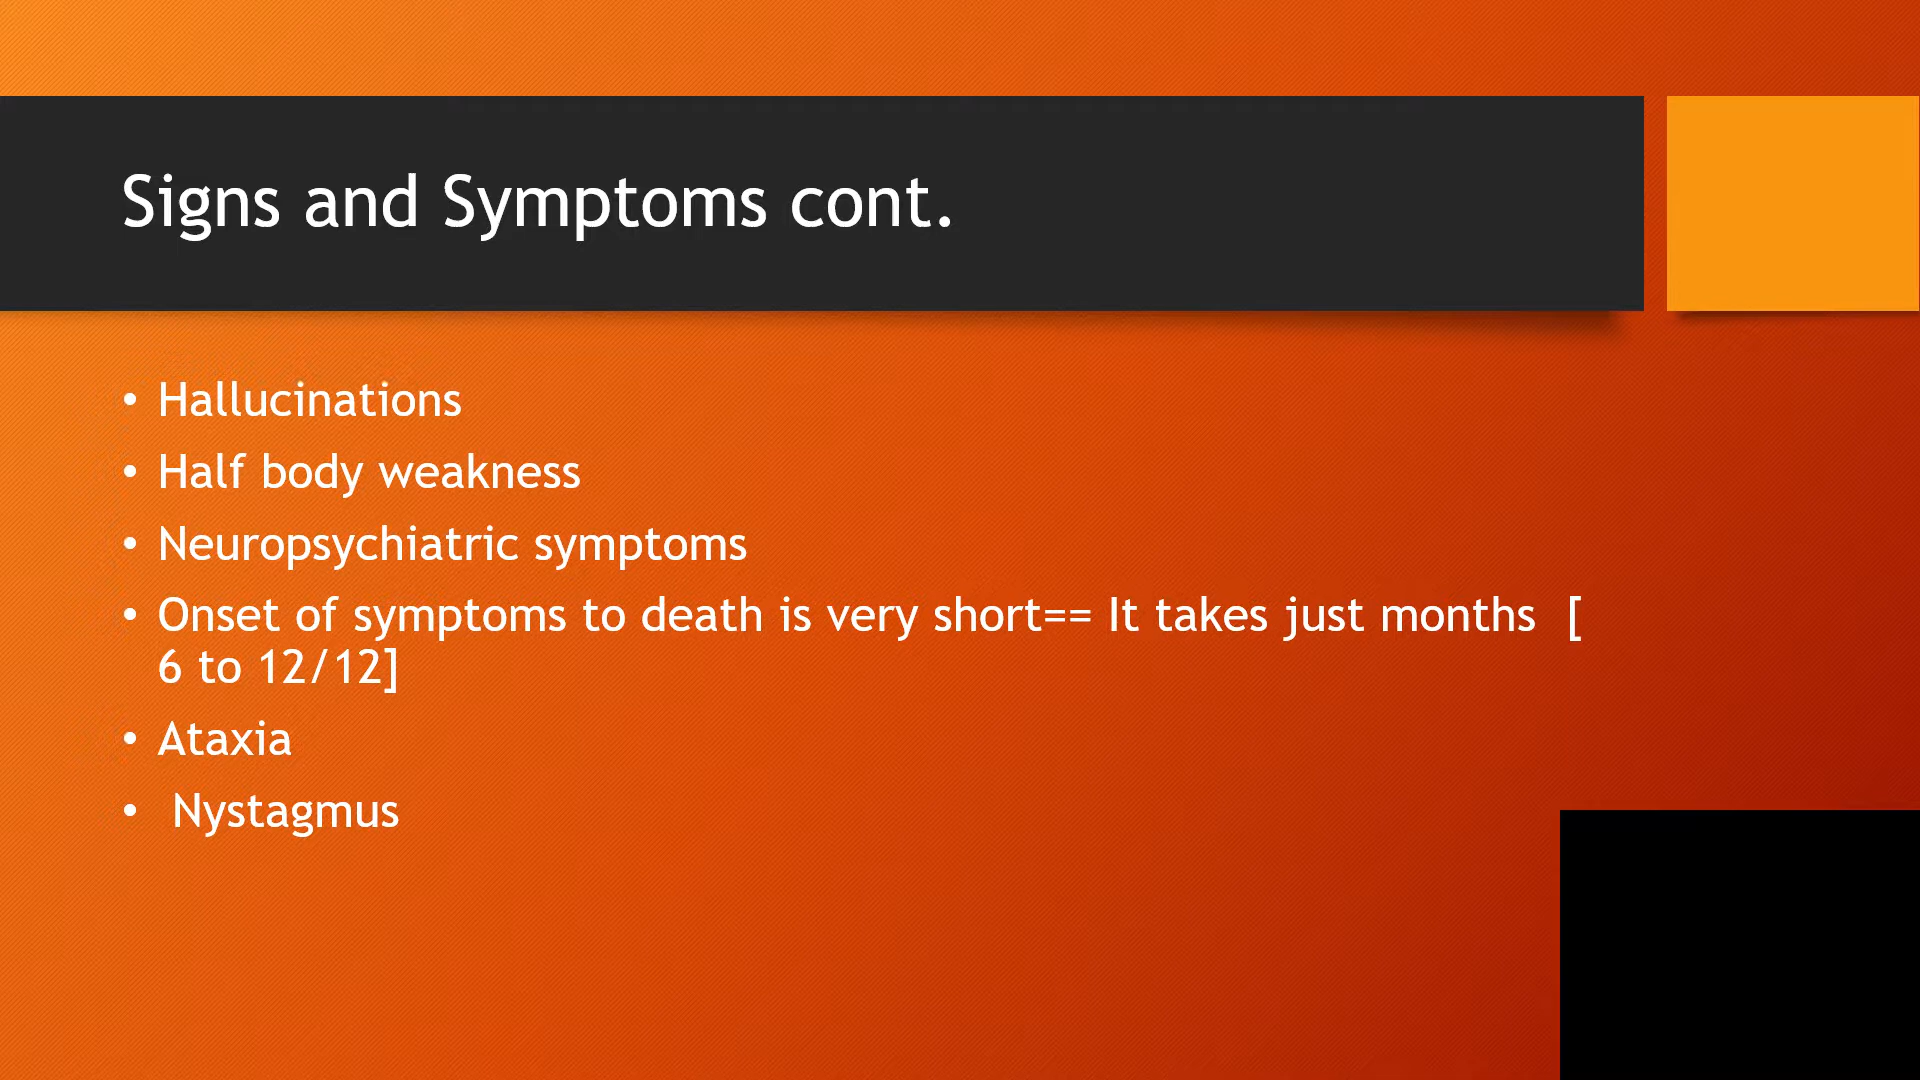 Signs and Symptoms cont.
• Hallucinations
• Half body weakness
• Neuropsychiatric symptoms
• Onset of symptoms to death is very short== It takes just months  [
6 to 12/12]
• Ataxia
•  Nystagmus